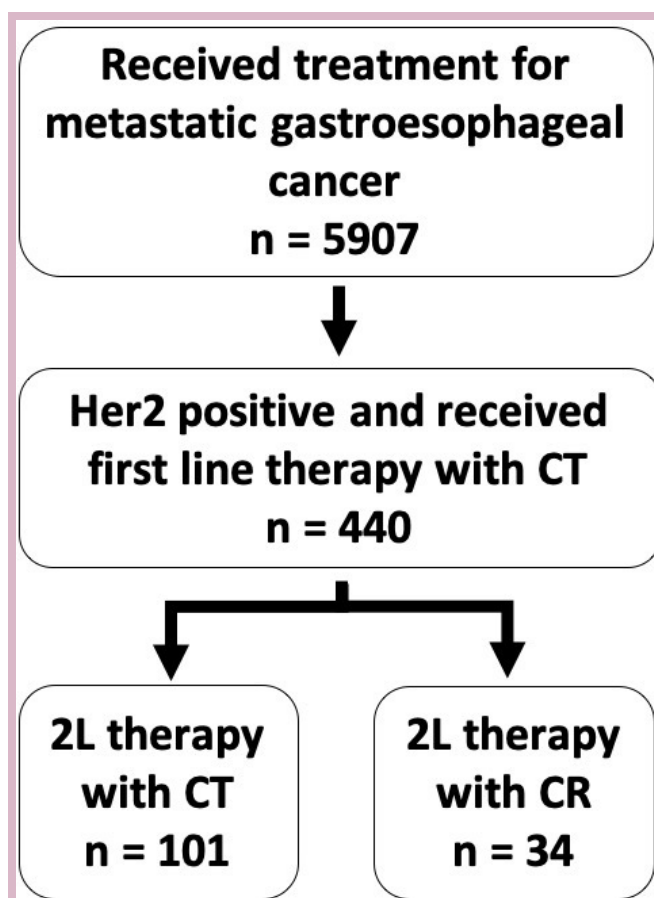 Received treatment for
metastatic gastroesophageal
cancer
n = 5907
Her2 positive and received
first line therapy with CT
n = 440
2L therapy
with CT
n = 101
2L therapy
with CR
n = 34